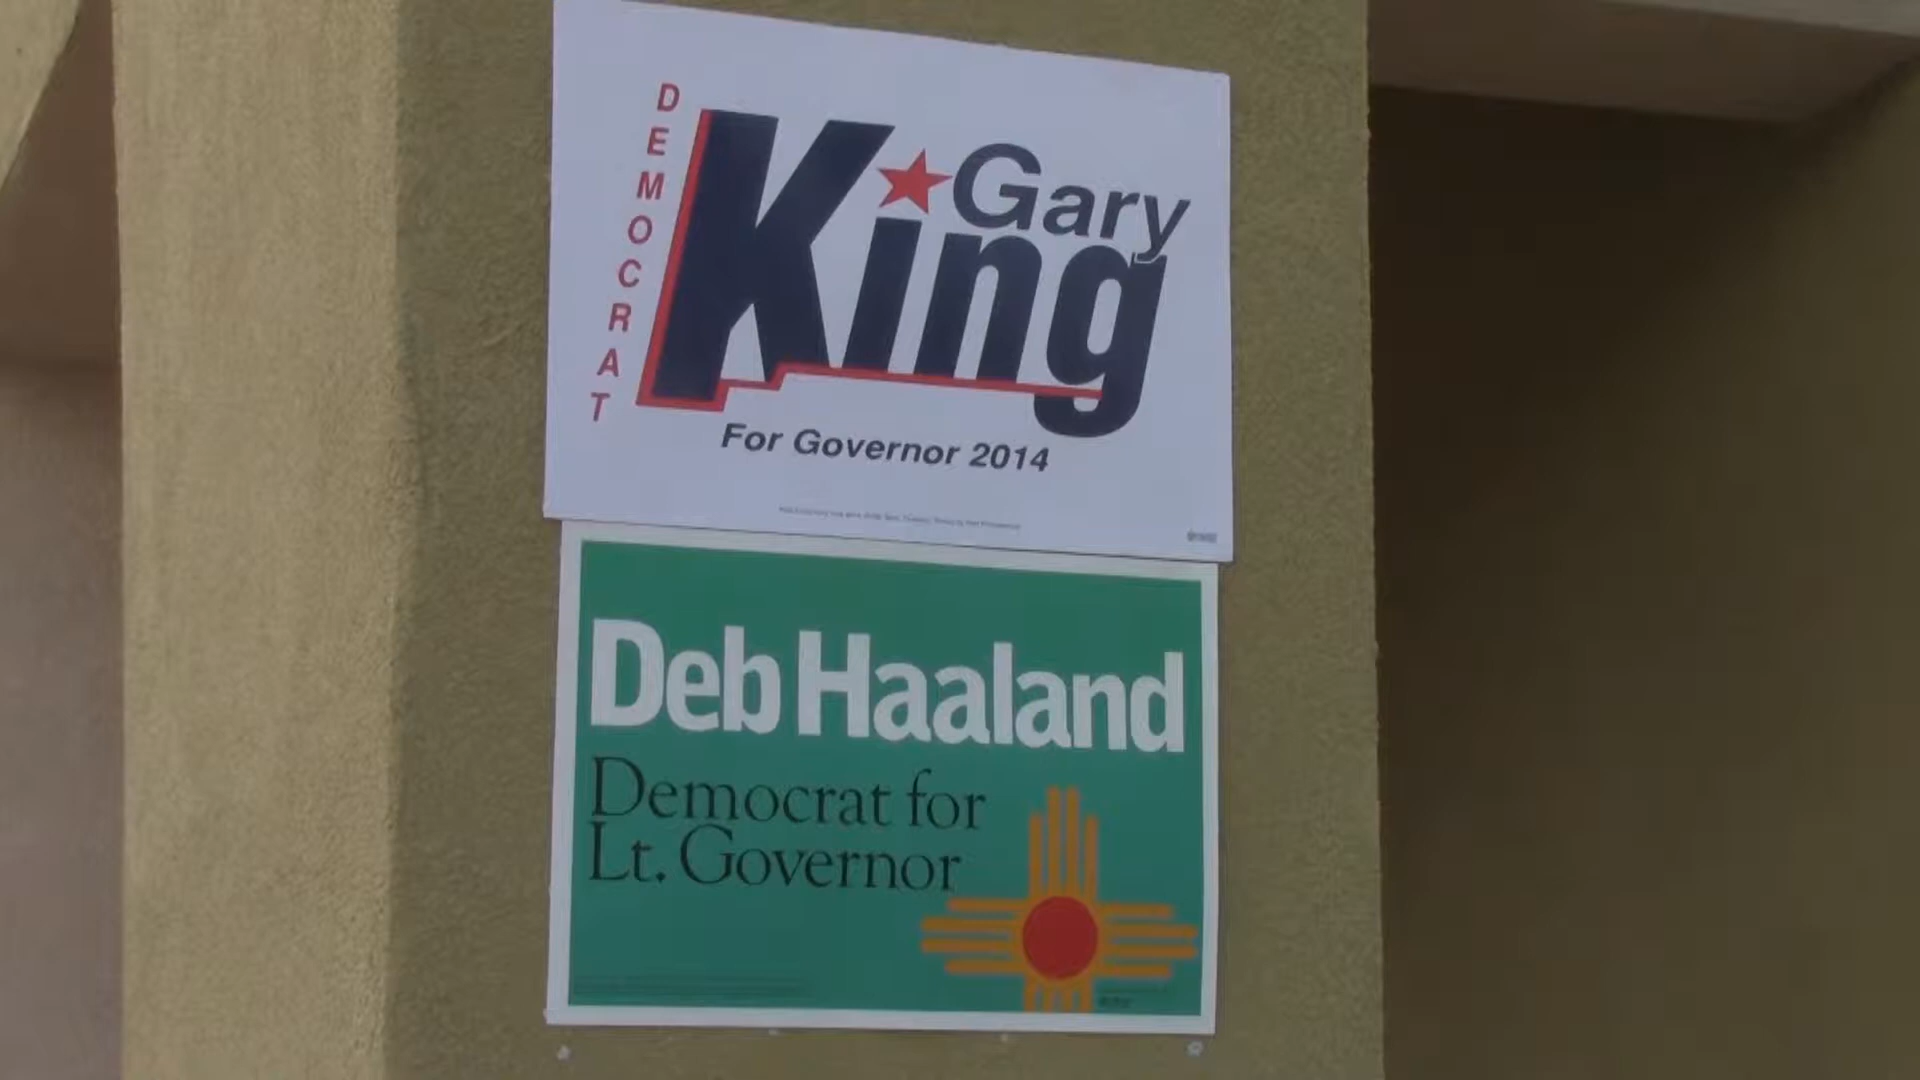 DEMOCRAT
Gary
King
For Governor 2014
Deb Haaland
Democrat for
Lt. Governor